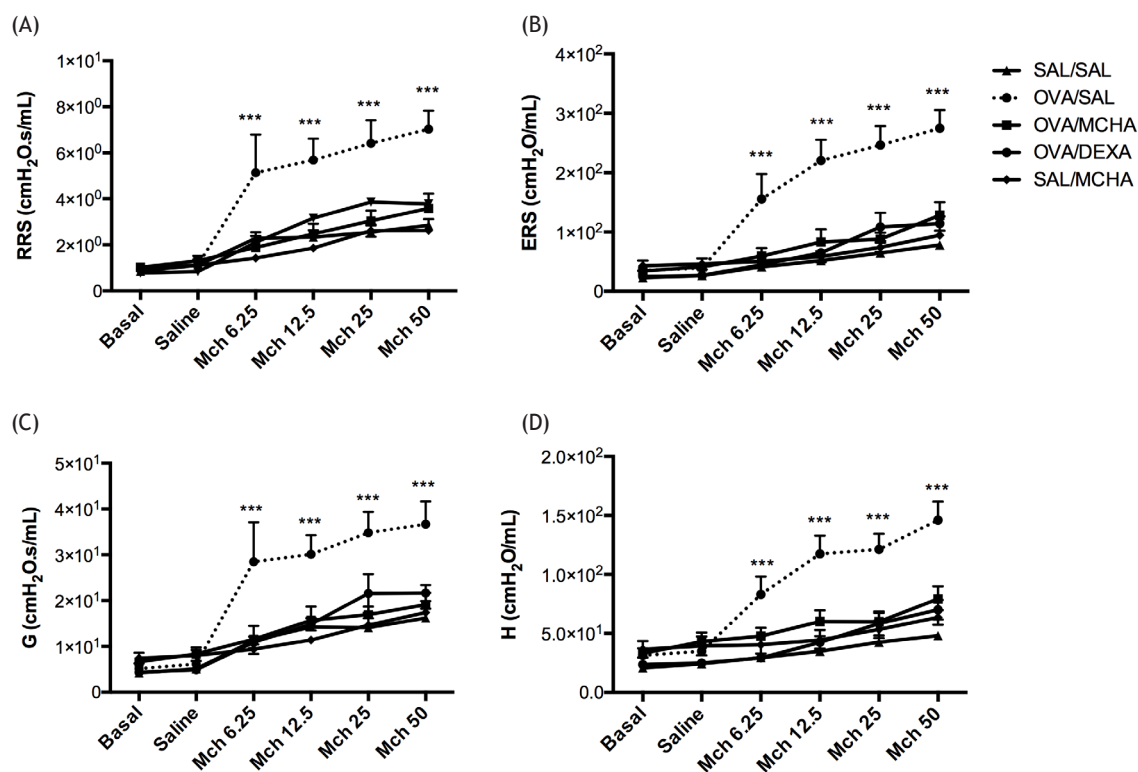 (A)
RRS (cmH₂O.s/mL)
1×10¹
8×10⁰
6×10⁰
4×10⁰
2×10⁰
0
***
***
***
***
Basal
Saline
Mch 6.25
Mch 12.5
Mch 25
Mch 50
(B)
ERS (cmH₂O/mL)
4×10²
3×10²
2×10²
1×10²
0
***
***
***
***
Basal
Saline
Mch 6.25
Mch 12.5
Mch 25
Mch 50
SAL/SAL
OVA/SAL
OVA/MCHA
OVA/DEXA
SAL/MCHA
(C)
G (cmH₂O.s/mL)
5×10¹
4×10¹
3×10¹
2×10¹
1×10¹
0
***
***
***
***
Basal
Saline
Mch 6.25
Mch 12.5
Mch 25
Mch 50
(D)
H (cmH₂O/mL)
2.0×10²
1.5×10²
1.0×10²
5.0×10¹
0.0
***
***
***
***
Basal
Saline
Mch 6.25
Mch 12.5
Mch 25
Mch 50